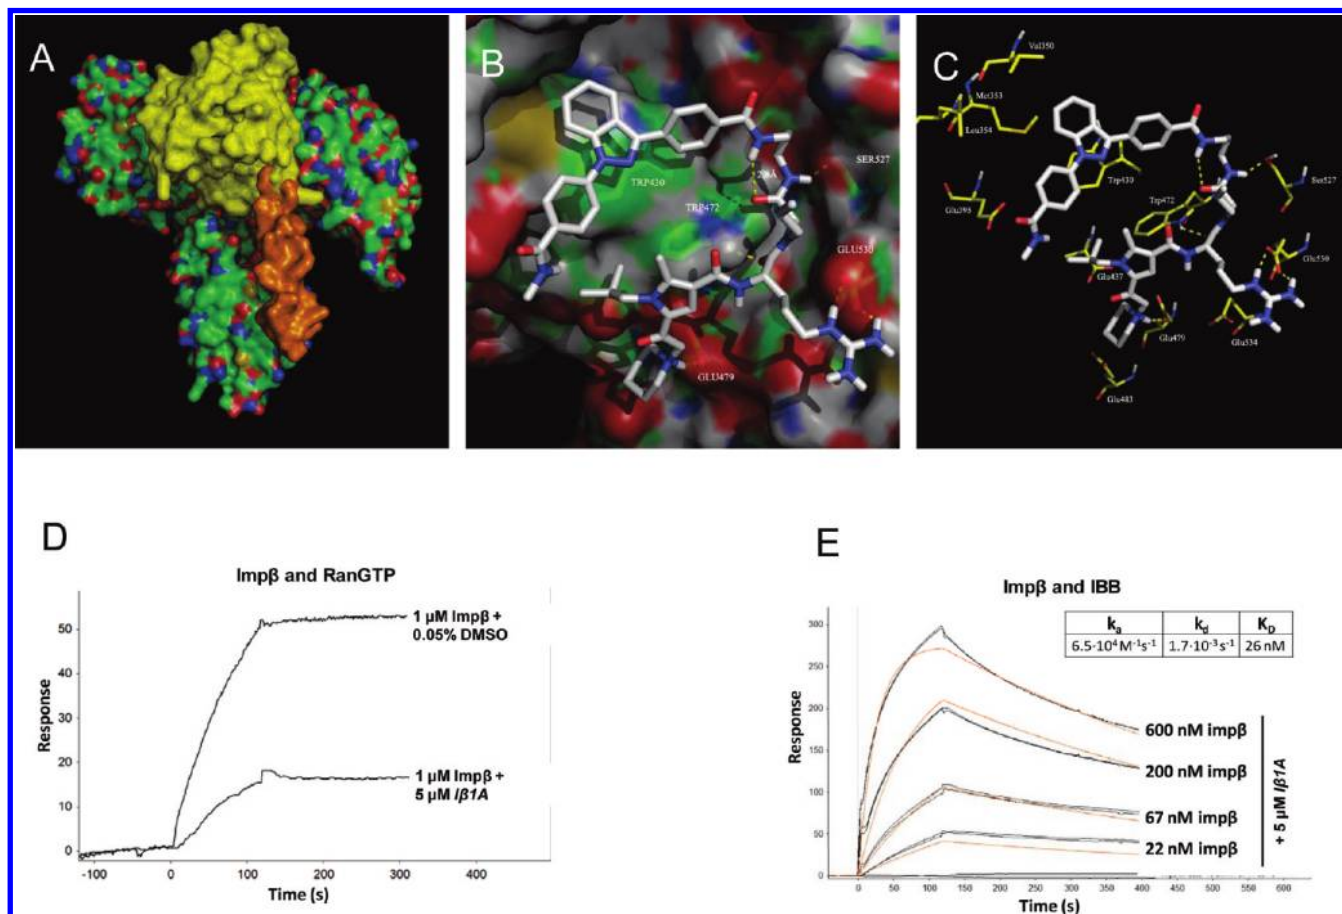 A
B
TRP430
TRP472
SER527
GLU530
GLU479
C
Val350
Met353
Leu354
Trp430
Ser527
Trp472
Glu437
Glu530
Glu479
Glu534
Glu483
D
Impβ and RanGTP
Response
50
40
30
20
10
0
1 µM Impβ +
0.05% DMSO
1 µM Impβ +
5 µM Iβ1A
-100 0 100 200 300 400
Time (s)
E
Impβ and IBB
kₐ k_d K_D
6.5·10⁴ M⁻¹s⁻¹ 1.7·10⁻³ s⁻¹ 26 nM
Response
300
250
200
150
100
50
0
600 nM impβ
200 nM impβ
67 nM impβ
22 nM impβ
+ 5 µM Iβ1A
0 50 100 150 200 250 300 350 400 450 500 550 600
Time (s)